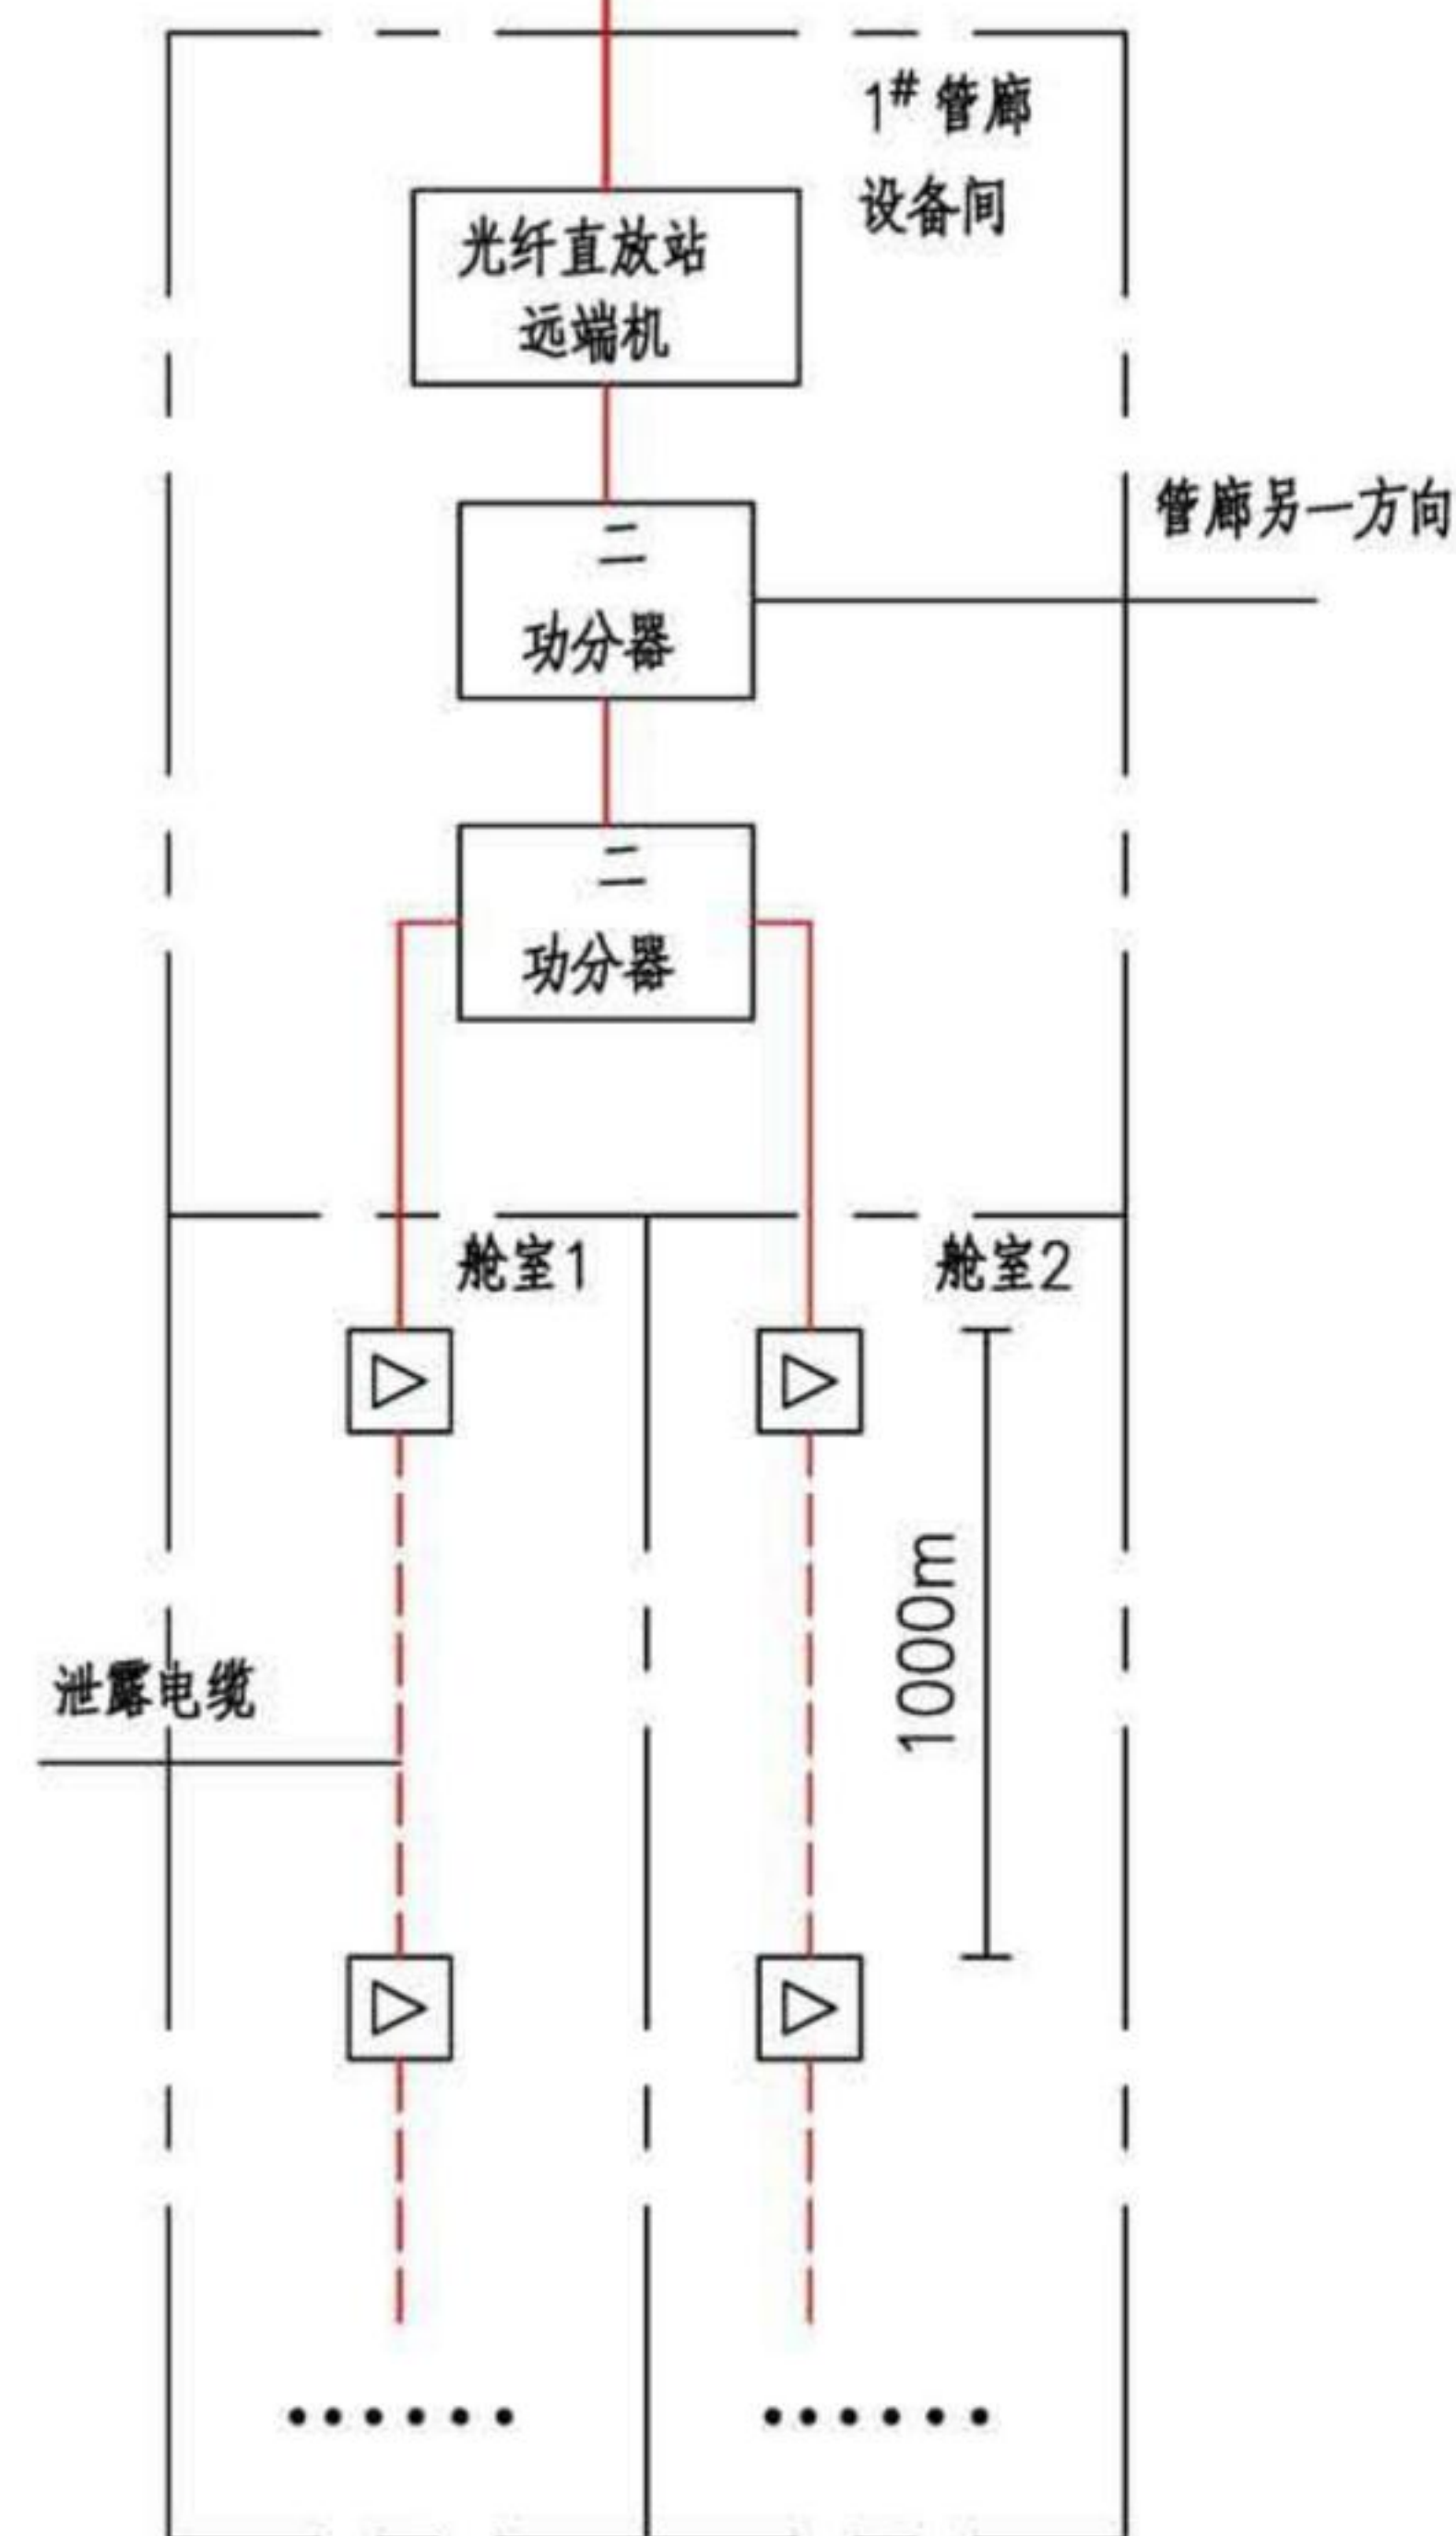 1# 管廊
设备间
光纤直放站
远端机
管廊另一方向
二
功分器
二
功分器
舱室1
舱室2
1000m
泄露电缆